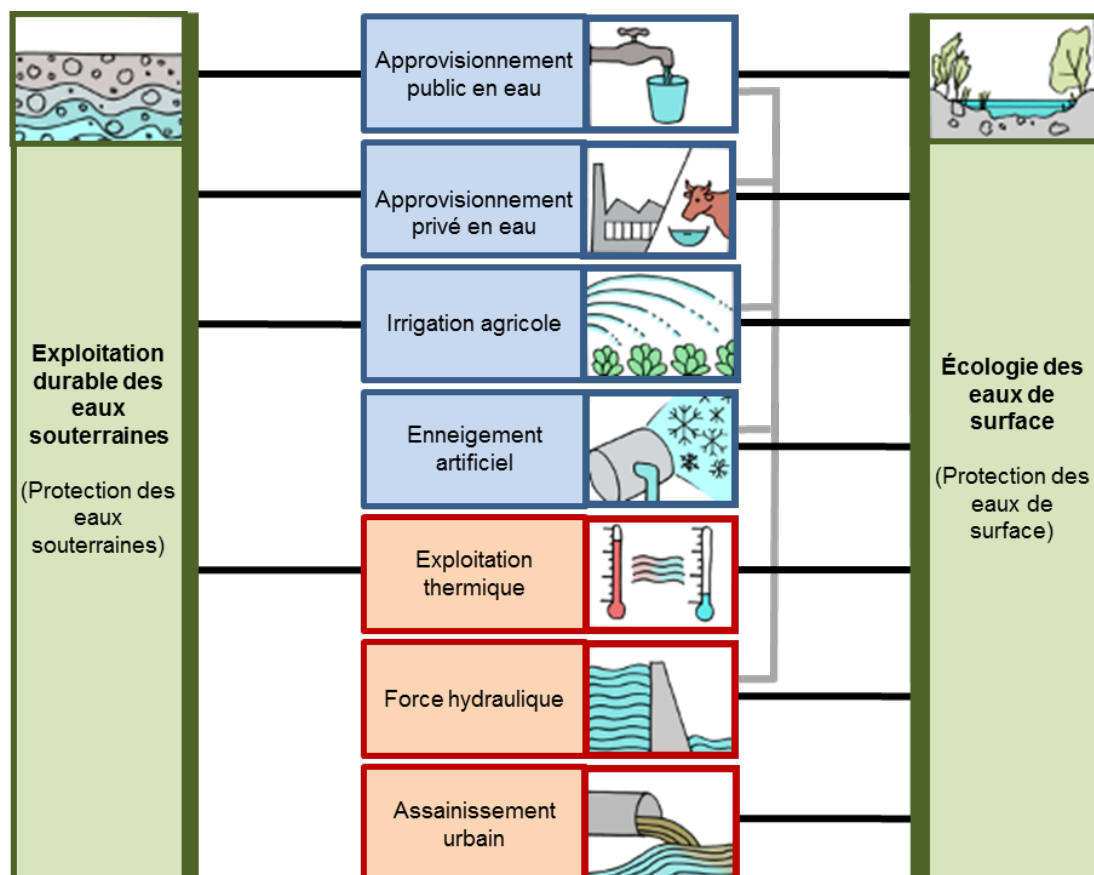 Approvisionnement
public en eau
Approvisionnement
privé en eau
Irrigation agricole
Enneigement
artificiel
Exploitation
thermique
Force hydraulique
Assainissement
urbain
Exploitation
durable des
eaux
souterraines
(Protection des
eaux
souterraines)
Écologie des
eaux de
surface
(Protection des
eaux de
surface)